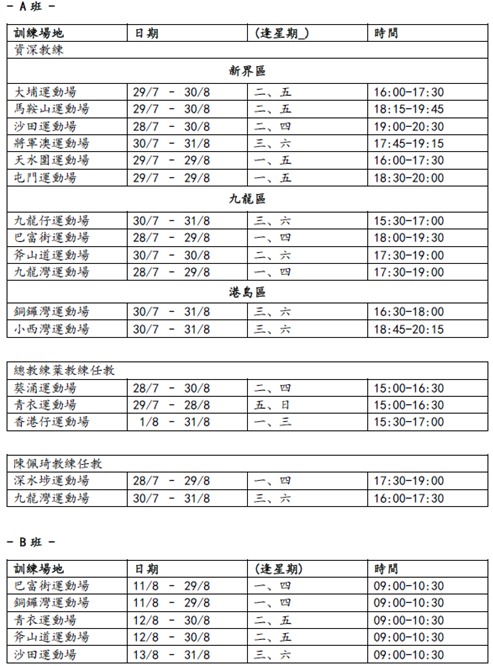 - A 班 -
訓練場地 日期 (逢星期_) 時間
資深教練
新界區
大埔運動場 29/7 - 30/8 二、五 16:00-17:30
馬鞍山運動場 29/7 - 30/8 二、五 18:15-19:45
沙田運動場 28/7 - 30/8 二、四 19:00-20:30
將軍澳運動場 30/7 - 31/8 三、六 17:45-19:15
天水圍運動場 29/7 - 29/8 一、五 16:00-17:30
屯門運動場 29/7 - 29/8 一、五 18:30-20:00
九龍區
九龍仔運動場 30/7 - 31/8 三、六 15:30-17:00
巴富街運動場 28/7 - 29/8 一、四 18:00-19:30
斧山道運動場 30/7 - 30/8 二、六 17:30-19:00
九龍灣運動場 28/7 - 29/8 一、四 17:30-19:00
港島區
銅鑼灣運動場 30/7 - 31/8 三、六 16:30-18:00
小西灣運動場 30/7 - 31/8 三、六 18:45-20:15
總教練葉教練任教
葵涌運動場 28/7 - 30/8 二、四 15:00-16:30
青衣運動場 29/7 - 28/8 五、日 15:00-16:30
香港仔運動場 1/8 - 31/8 一、三 15:30-17:00
陳佩琦教練任教
深水埗運動場 28/7 - 29/8 一、四 17:30-19:00
九龍灣運動場 30/7 - 31/8 三、六 16:00-17:30
- B 班 -
訓練場地 日期 (逢星期) 時間
巴富街運動場 11/8 - 29/8 一、四 09:00-10:30
銅鑼灣運動場 11/8 - 29/8 一、四 09:00-10:30
青衣運動場 12/8 - 30/8 二、五 09:00-10:30
斧山道運動場 12/8 - 30/8 二、五 09:00-10:30
沙田運動場 13/8 - 31/8 三、六 09:00-10:30